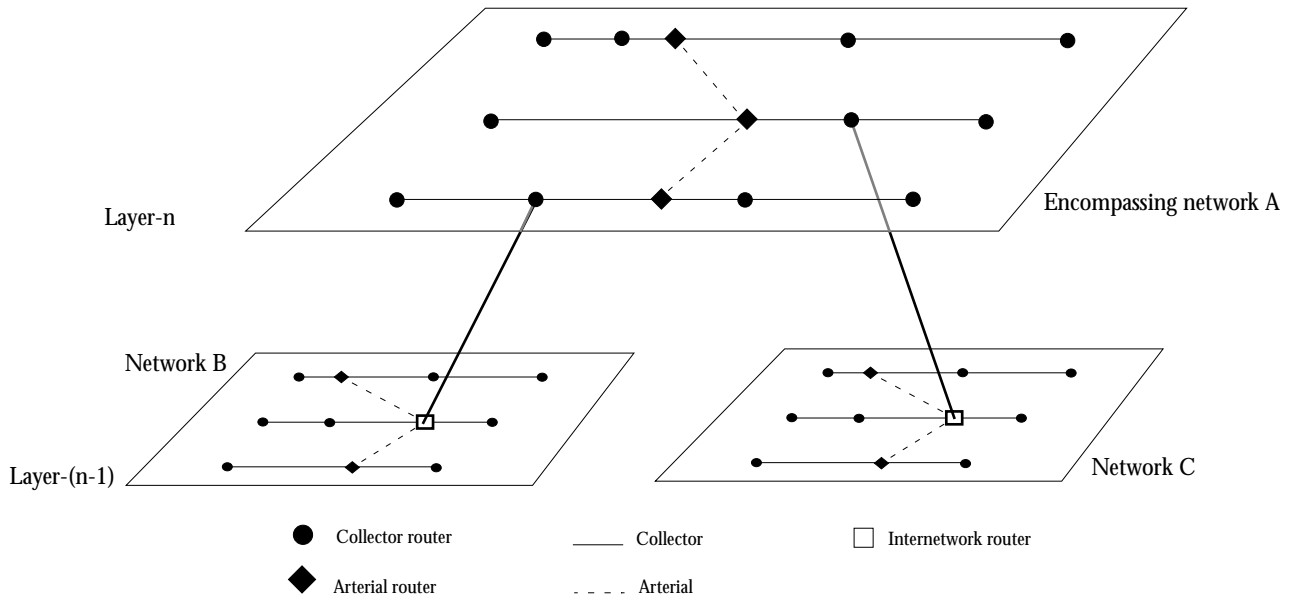 Layer-n
Encompassing network A
Network B
Layer-(n-1)
Network C
Collector router
Collector
Internetwork router
Arterial router
Arterial